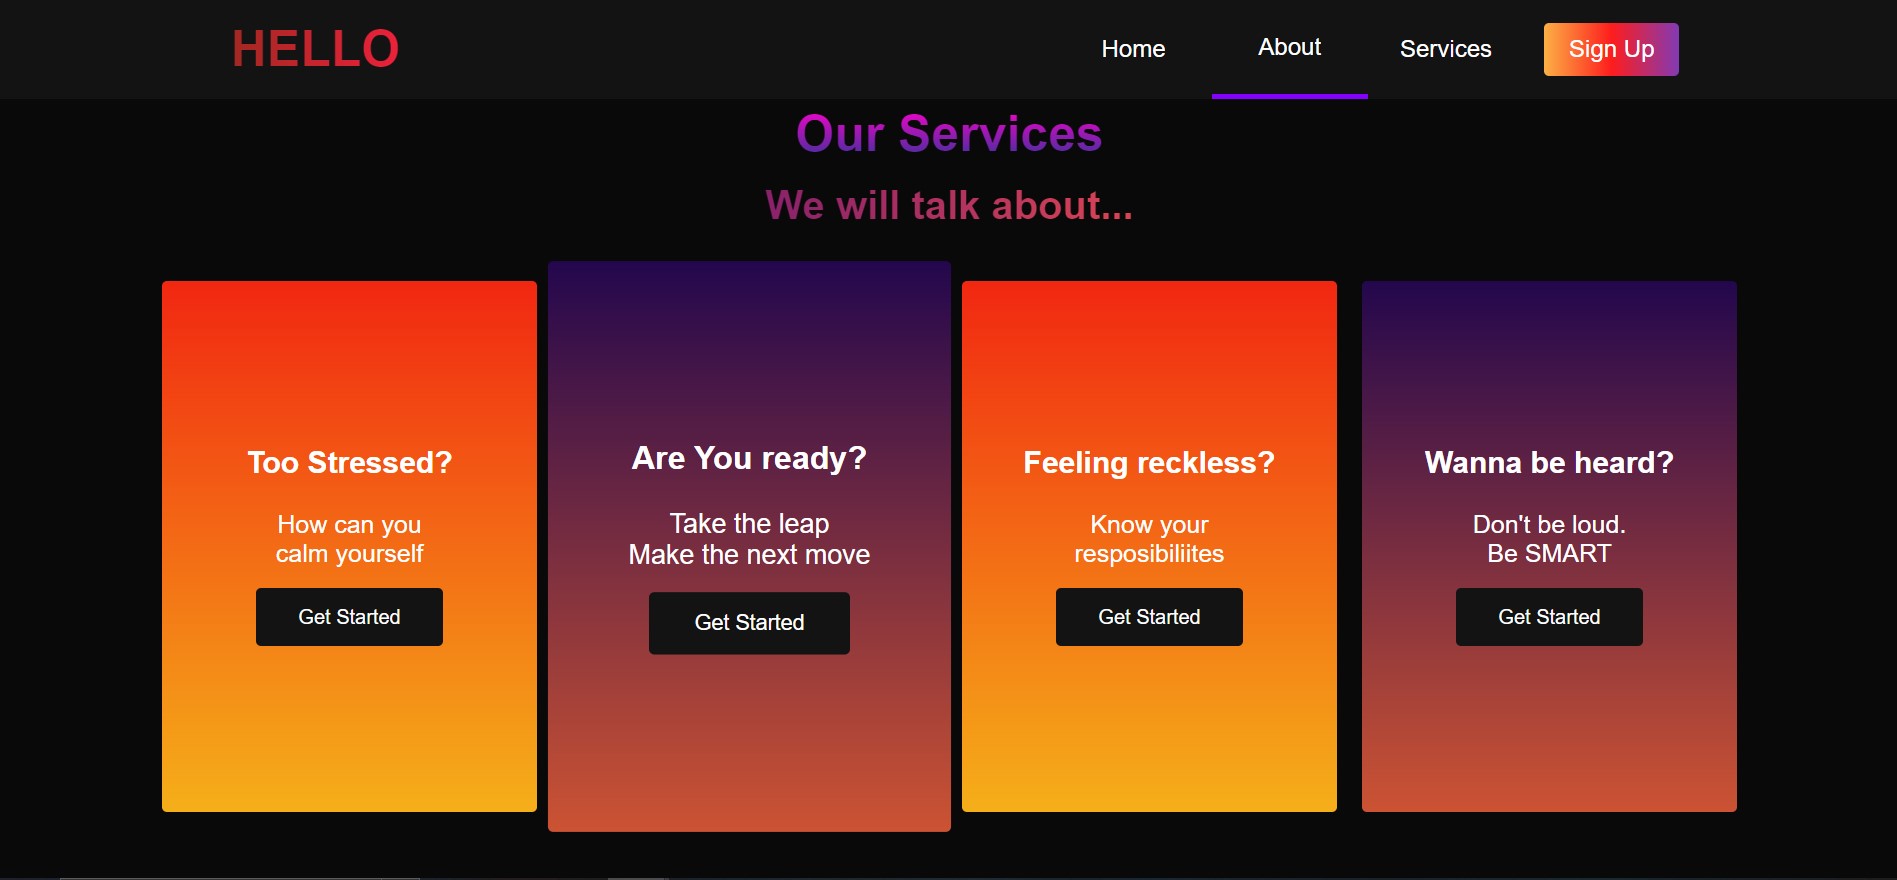 HELLO
Home
About
Services
Sign Up
Our Services
We will talk about...
Too Stressed?
How can you
calm yourself
Get Started
Are You ready?
Take the leap
Make the next move
Get Started
Feeling reckless?
Know your
resposibiliites
Get Started
Wanna be heard?
Don't be loud.
Be SMART
Get Started